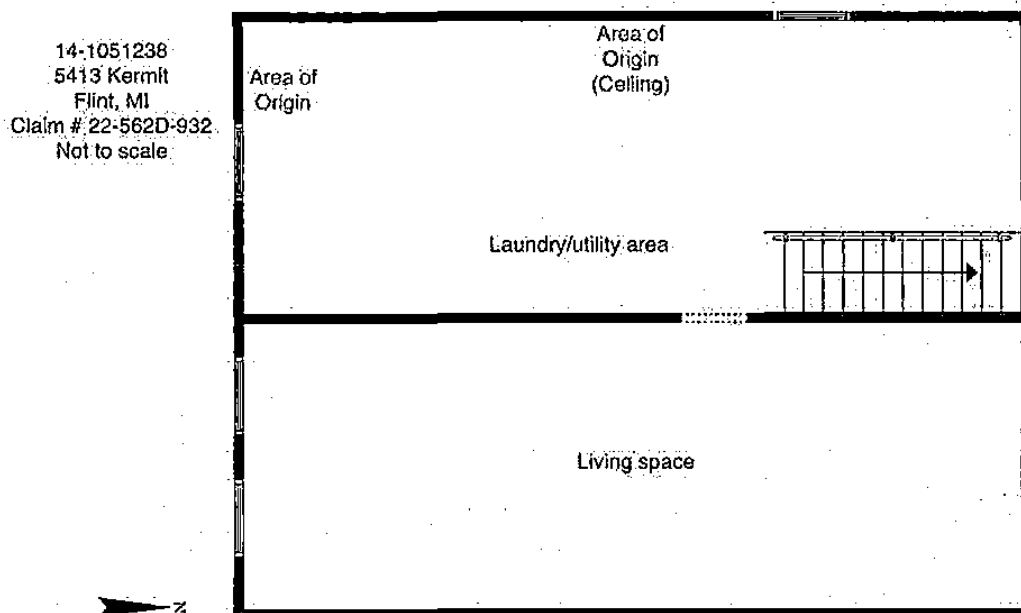 14-1051238
5413 Kermit
Flint, MI
Claim # 22-562D-932
Not to scale
Area of
Origin
Area of
Origin
(Ceiling)
Laundry/utility area
Living space
N